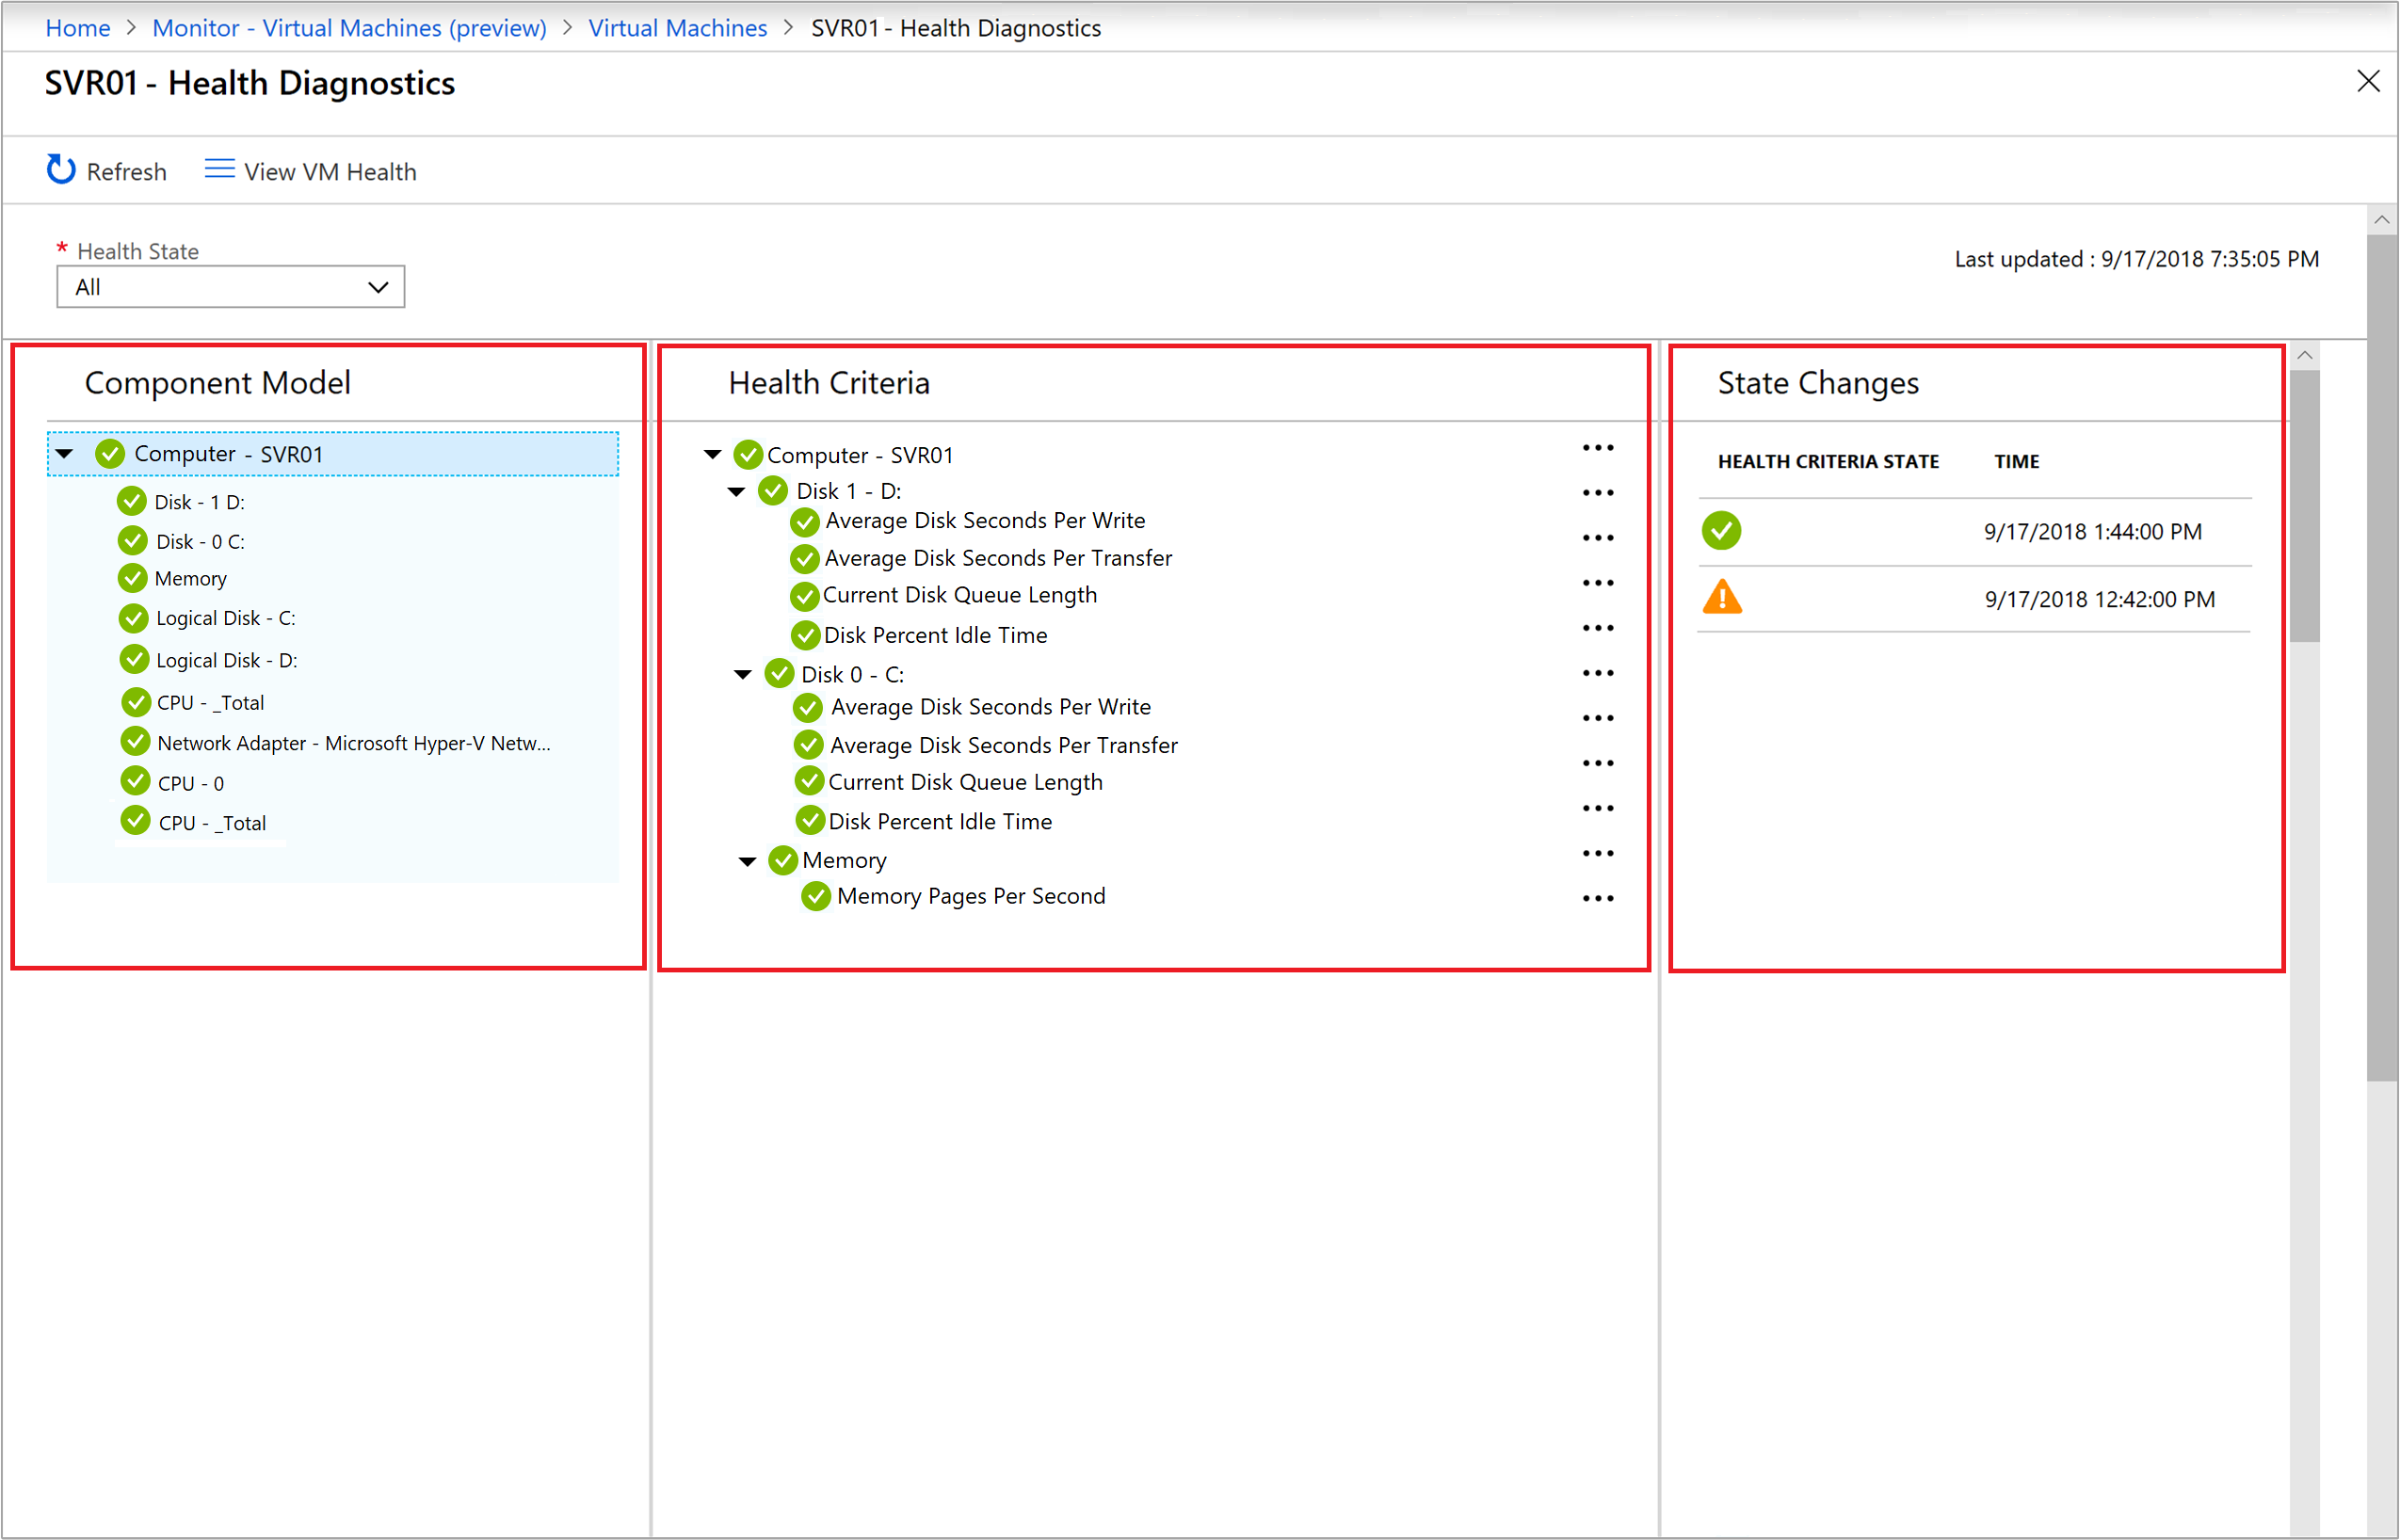 Home > Monitor - Virtual Machines (preview) > Virtual Machines > SVR01 - Health Diagnostics
SVR01 - Health Diagnostics
Refresh View VM Health
* Health State
All
Last updated : 9/17/2018 7:35:05 PM
Component Model
Computer - SVR01
Disk - 1 D:
Disk - 0 C:
Memory
Logical Disk - C:
Logical Disk - D:
CPU - _Total
Network Adapter - Microsoft Hyper-V Netw...
CPU - 0
CPU - _Total
Health Criteria
Computer - SVR01
Disk 1 - D:
Average Disk Seconds Per Write
Average Disk Seconds Per Transfer
Current Disk Queue Length
Disk Percent Idle Time
Disk 0 - C:
Average Disk Seconds Per Write
Average Disk Seconds Per Transfer
Current Disk Queue Length
Disk Percent Idle Time
Memory
Memory Pages Per Second
State Changes
HEALTH CRITERIA STATE TIME
9/17/2018 1:44:00 PM
9/17/2018 12:42:00 PM